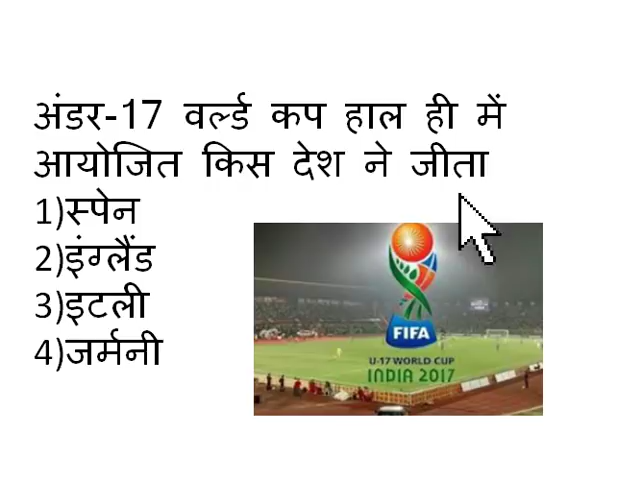 अंडर-17 वर्ल्ड कप हाल ही में
आयोजित किस देश ने जीता
1)स्पेन
2)इंग्लैंड
3)इटली
4)जर्मनी
FIFA
U-17 WORLD CUP
INDIA 2017